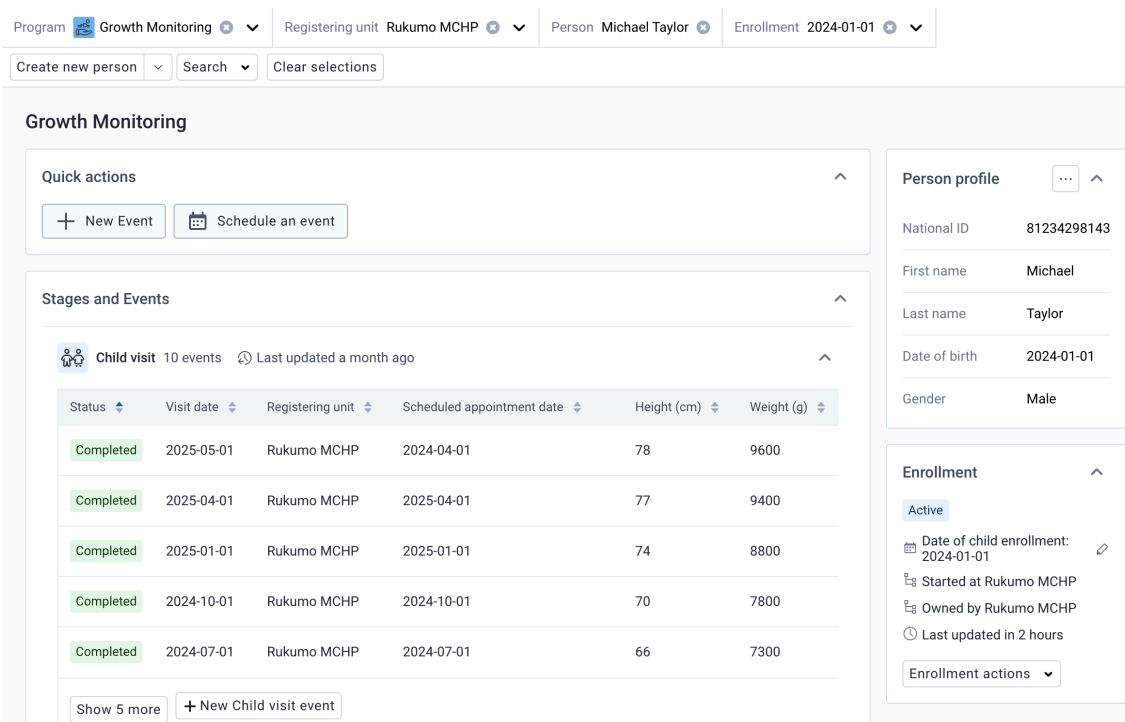 Program Growth Monitoring Registering unit Rukumo MCHP Person Michael Taylor Enrollment 2024-01-01
Create new person Search Clear selections
Growth Monitoring
Quick actions
New Event Schedule an event
Stages and Events
Child visit 10 events Last updated a month ago
Status Visit date Registering unit Scheduled appointment date Height (cm) Weight (g)
Completed 2025-05-01 Rukumo MCHP 2024-04-01 78 9600
Completed 2025-04-01 Rukumo MCHP 2025-04-01 77 9400
Completed 2025-01-01 Rukumo MCHP 2025-01-01 74 8800
Completed 2024-10-01 Rukumo MCHP 2024-10-01 70 7800
Completed 2024-07-01 Rukumo MCHP 2024-07-01 66 7300
Show 5 more + New Child visit event
Person profile ...
National ID 81234298143
First name Michael
Last name Taylor
Date of birth 2024-01-01
Gender Male
Enrollment
Active
Date of child enrollment:
2024-01-01
Started at Rukumo MCHP
Owned by Rukumo MCHP
Last updated in 2 hours
Enrollment actions